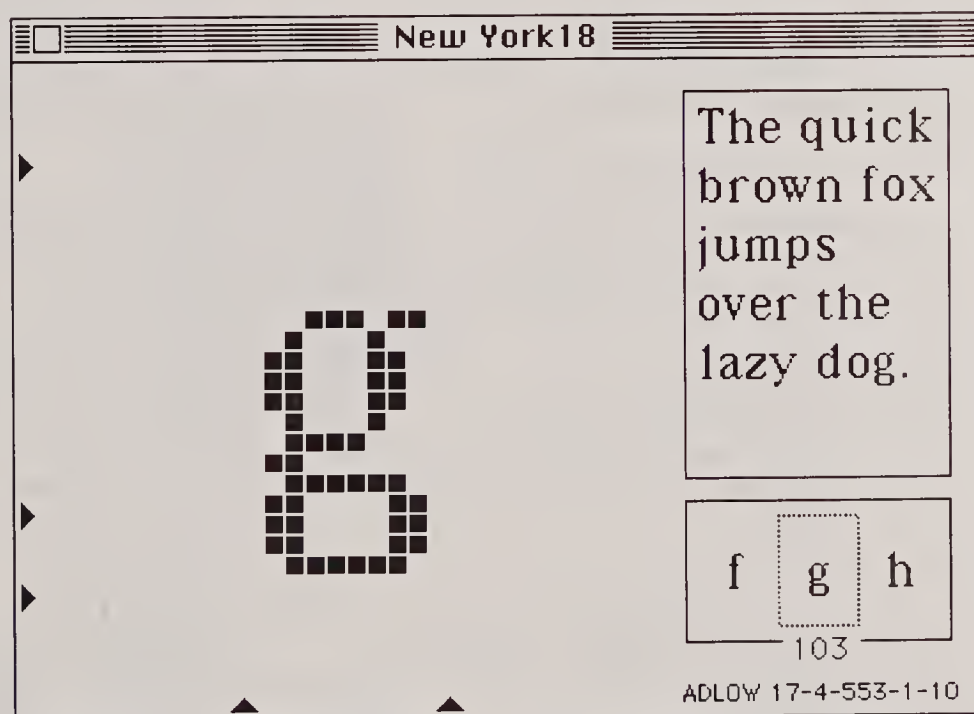 New York18
The quick
brown fox
jumps
over the
lazy dog.
g
f g h
103
ADLOW 17-4-553-1-10